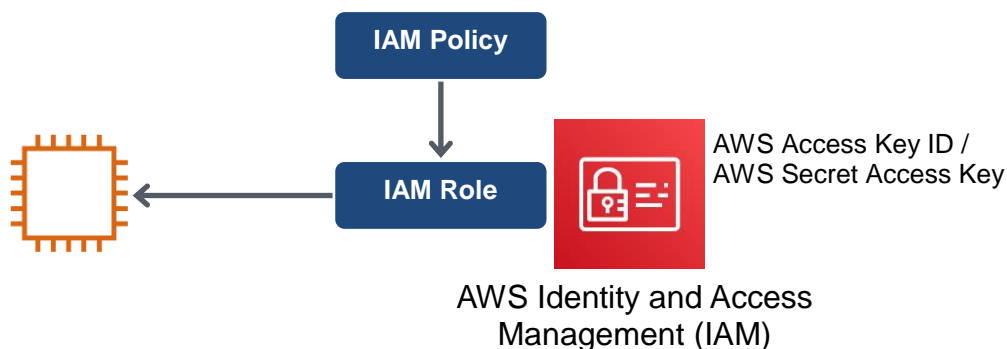 IAM Policy
IAM Role
AWS Access Key ID /
AWS Secret Access Key
AWS Identity and Access
Management (IAM)